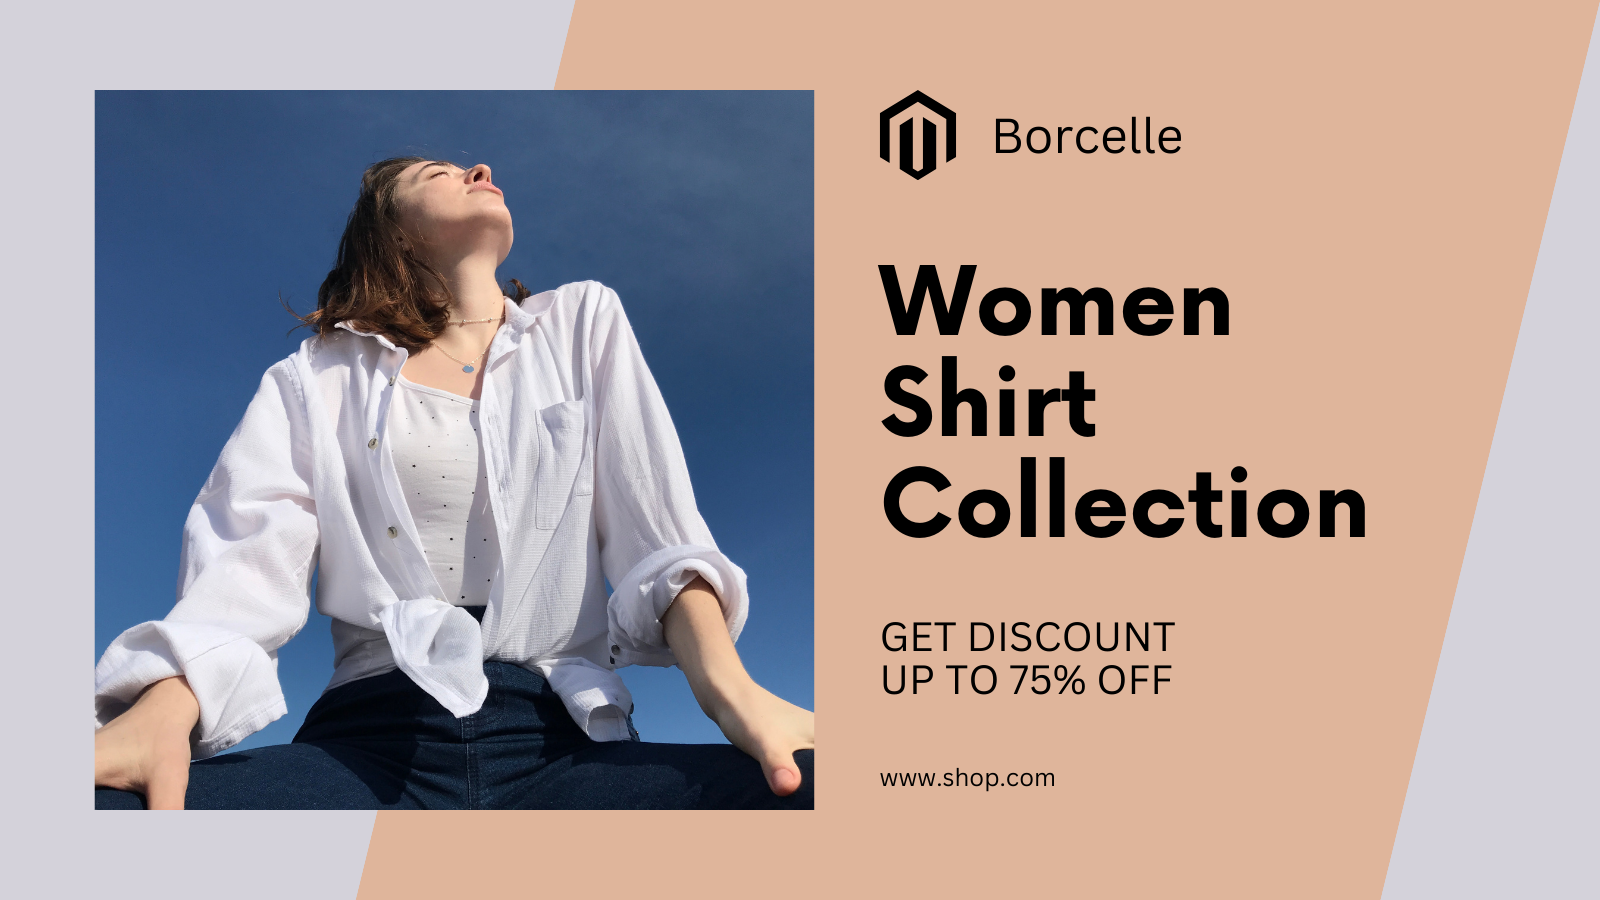 Borcelle
Women
Shirt
Collection
GET DISCOUNT
UP TO 75% OFF
www.shop.com